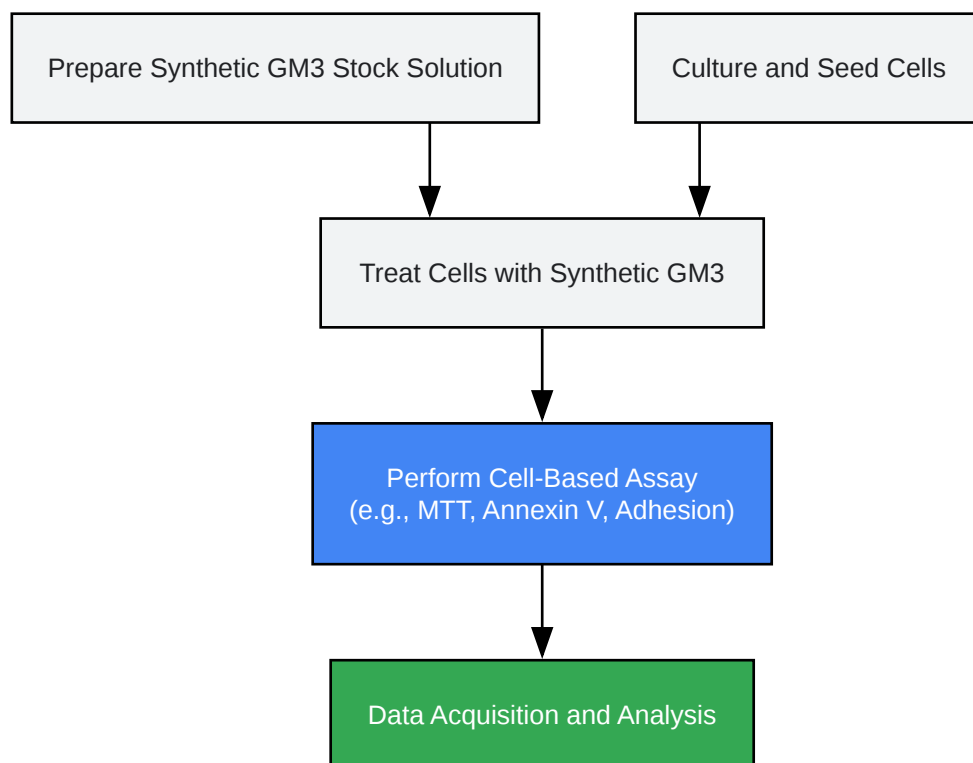 Prepare Synthetic GM3 Stock Solution
Culture and Seed Cells
Treat Cells with Synthetic GM3
Perform Cell-Based Assay
(e.g., MTT, Annexin V, Adhesion)
Data Acquisition and Analysis